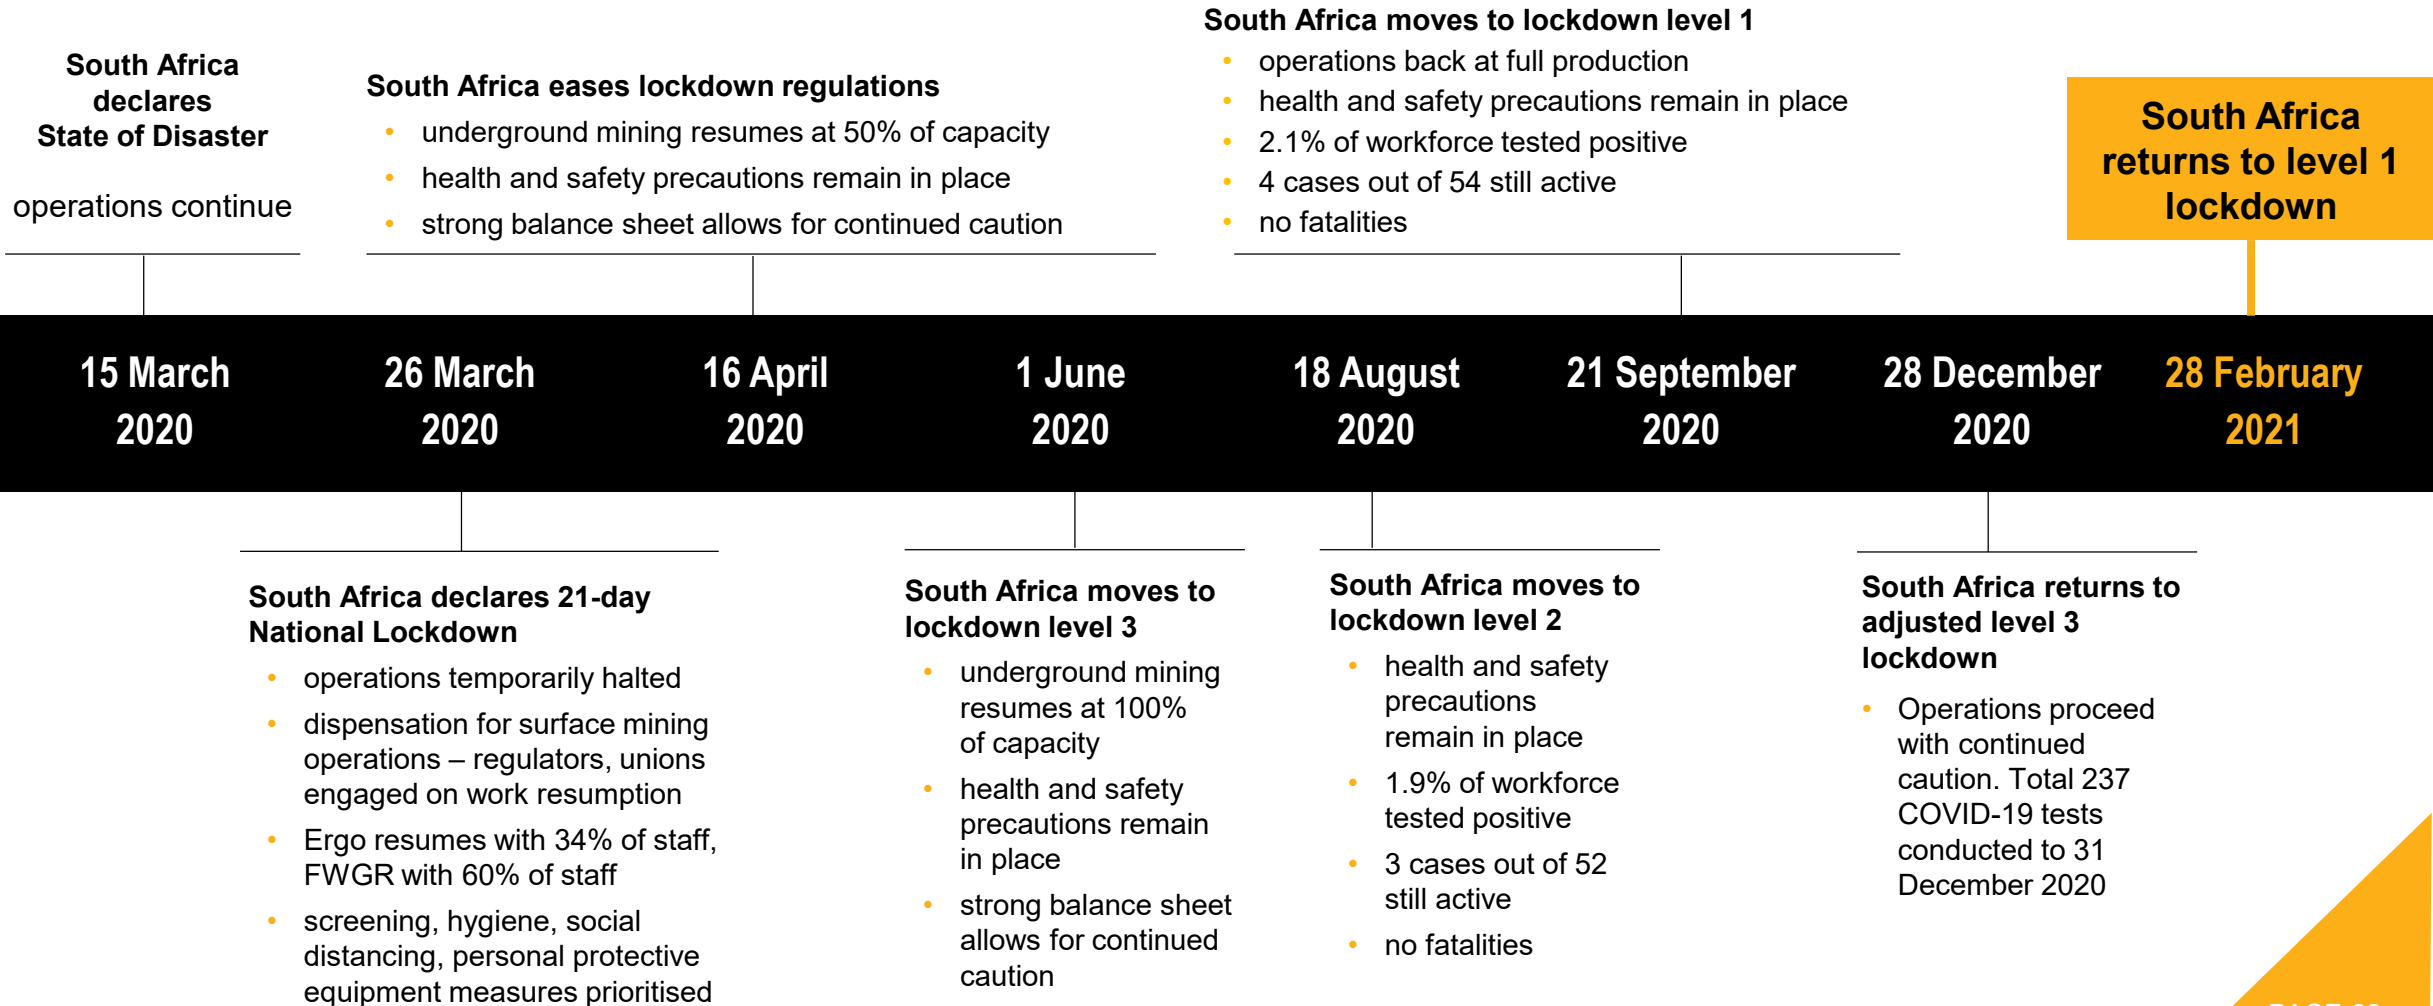 South Africa
declares
State of Disaster
operations continue
South Africa eases lockdown regulations
• underground mining resumes at 50% of capacity
• health and safety precautions remain in place
• strong balance sheet allows for continued caution
South Africa moves to lockdown level 1
• operations back at full production
• health and safety precautions remain in place
• 2.1% of workforce tested positive
• 4 cases out of 54 still active
• no fatalities
South Africa
returns to level 1
lockdown
15 March
2020
26 March
2020
16 April
2020
1 June
2020
18 August
2020
21 September
2020
28 December
2020
28 February
2021
South Africa declares 21-day
National Lockdown
• operations temporarily halted
• dispensation for surface mining
operations – regulators, unions
engaged on work resumption
• Ergo resumes with 34% of staff,
FWGR with 60% of staff
• screening, hygiene, social
distancing, personal protective
equipment measures prioritised
South Africa moves to
lockdown level 3
• underground mining
resumes at 100%
of capacity
• health and safety
precautions remain
in place
• strong balance sheet
allows for continued
caution
South Africa moves to
lockdown level 2
• health and safety
precautions
remain in place
• 1.9% of workforce
tested positive
• 3 cases out of 52
still active
• no fatalities
South Africa returns to
adjusted level 3
lockdown
• Operations proceed
with continued
caution. Total 237
COVID-19 tests
conducted to 31
December 2020